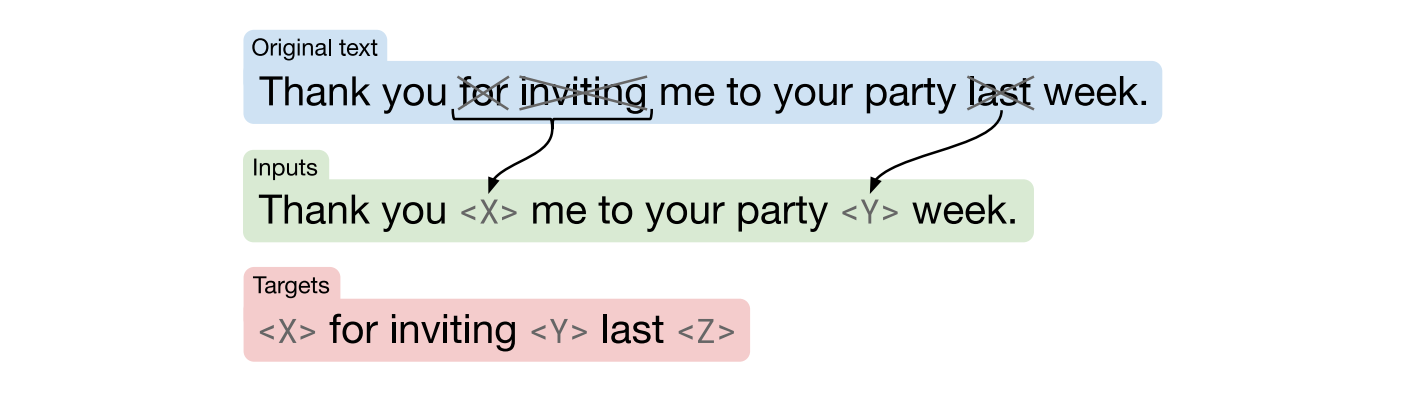 Original text
Thank you for inviting me to your party last week.
Inputs
Thank you <X> me to your party <Y> week.
Targets
<X> for inviting <Y> last <Z>